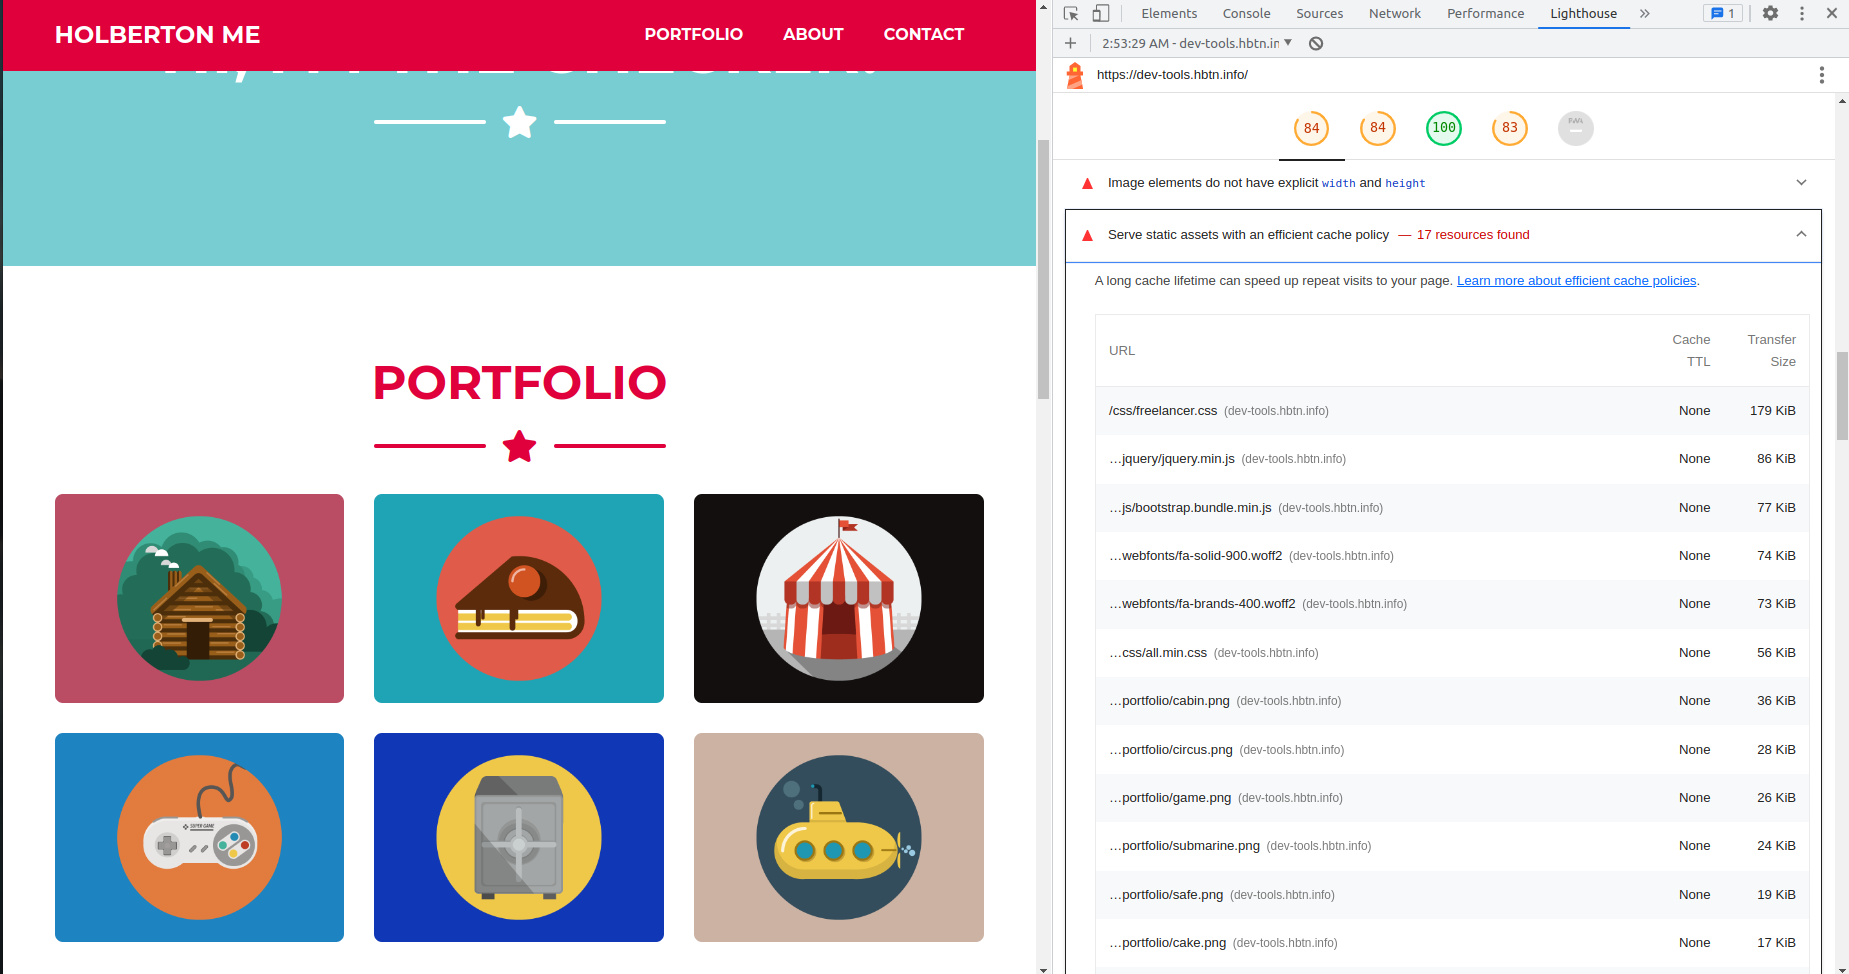 HOLBERTON ME
PORTFOLIO ABOUT CONTACT
PORTFOLIO
SUPER GAME
Elements Console Sources Network Performance Lighthouse 1
2:53:29 AM - dev-tools.hbtn.in
https://dev-tools.hbtn.info/
84 84 100 83 PWA
Image elements do not have explicit width and height
Serve static assets with an efficient cache policy — 17 resources found
A long cache lifetime can speed up repeat visits to your page. Learn more about efficient cache policies.
URL Cache TTL Transfer Size
/css/freelancer.css (dev-tools.hbtn.info) None 179 KiB
…jquery/jquery.min.js (dev-tools.hbtn.info) None 86 KiB
…js/bootstrap.bundle.min.js (dev-tools.hbtn.info) None 77 KiB
…webfonts/fa-solid-900.woff2 (dev-tools.hbtn.info) None 74 KiB
…webfonts/fa-brands-400.woff2 (dev-tools.hbtn.info) None 73 KiB
…css/all.min.css (dev-tools.hbtn.info) None 56 KiB
…portfolio/cabin.png (dev-tools.hbtn.info) None 36 KiB
…portfolio/circus.png (dev-tools.hbtn.info) None 28 KiB
…portfolio/game.png (dev-tools.hbtn.info) None 26 KiB
…portfolio/submarine.png (dev-tools.hbtn.info) None 24 KiB
…portfolio/safe.png (dev-tools.hbtn.info) None 19 KiB
…portfolio/cake.png (dev-tools.hbtn.info) None 17 KiB